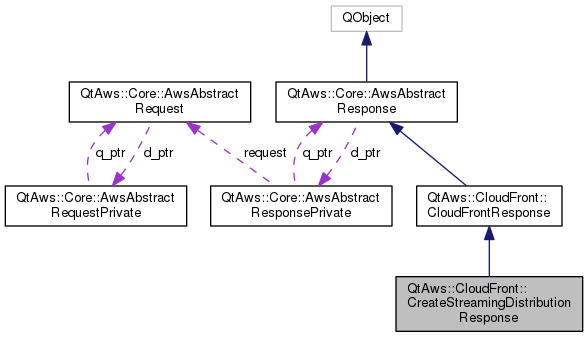 QObject
QtAws::Core::AwsAbstract
Request
QtAws::Core::AwsAbstract
Response
q_ptr
d_ptr
request
q_ptr
d_ptr
QtAws::Core::AwsAbstract
RequestPrivate
QtAws::Core::AwsAbstract
ResponsePrivate
QtAws::CloudFront::
CloudFrontResponse
QtAws::CloudFront::
CreateStreamingDistribution
Response